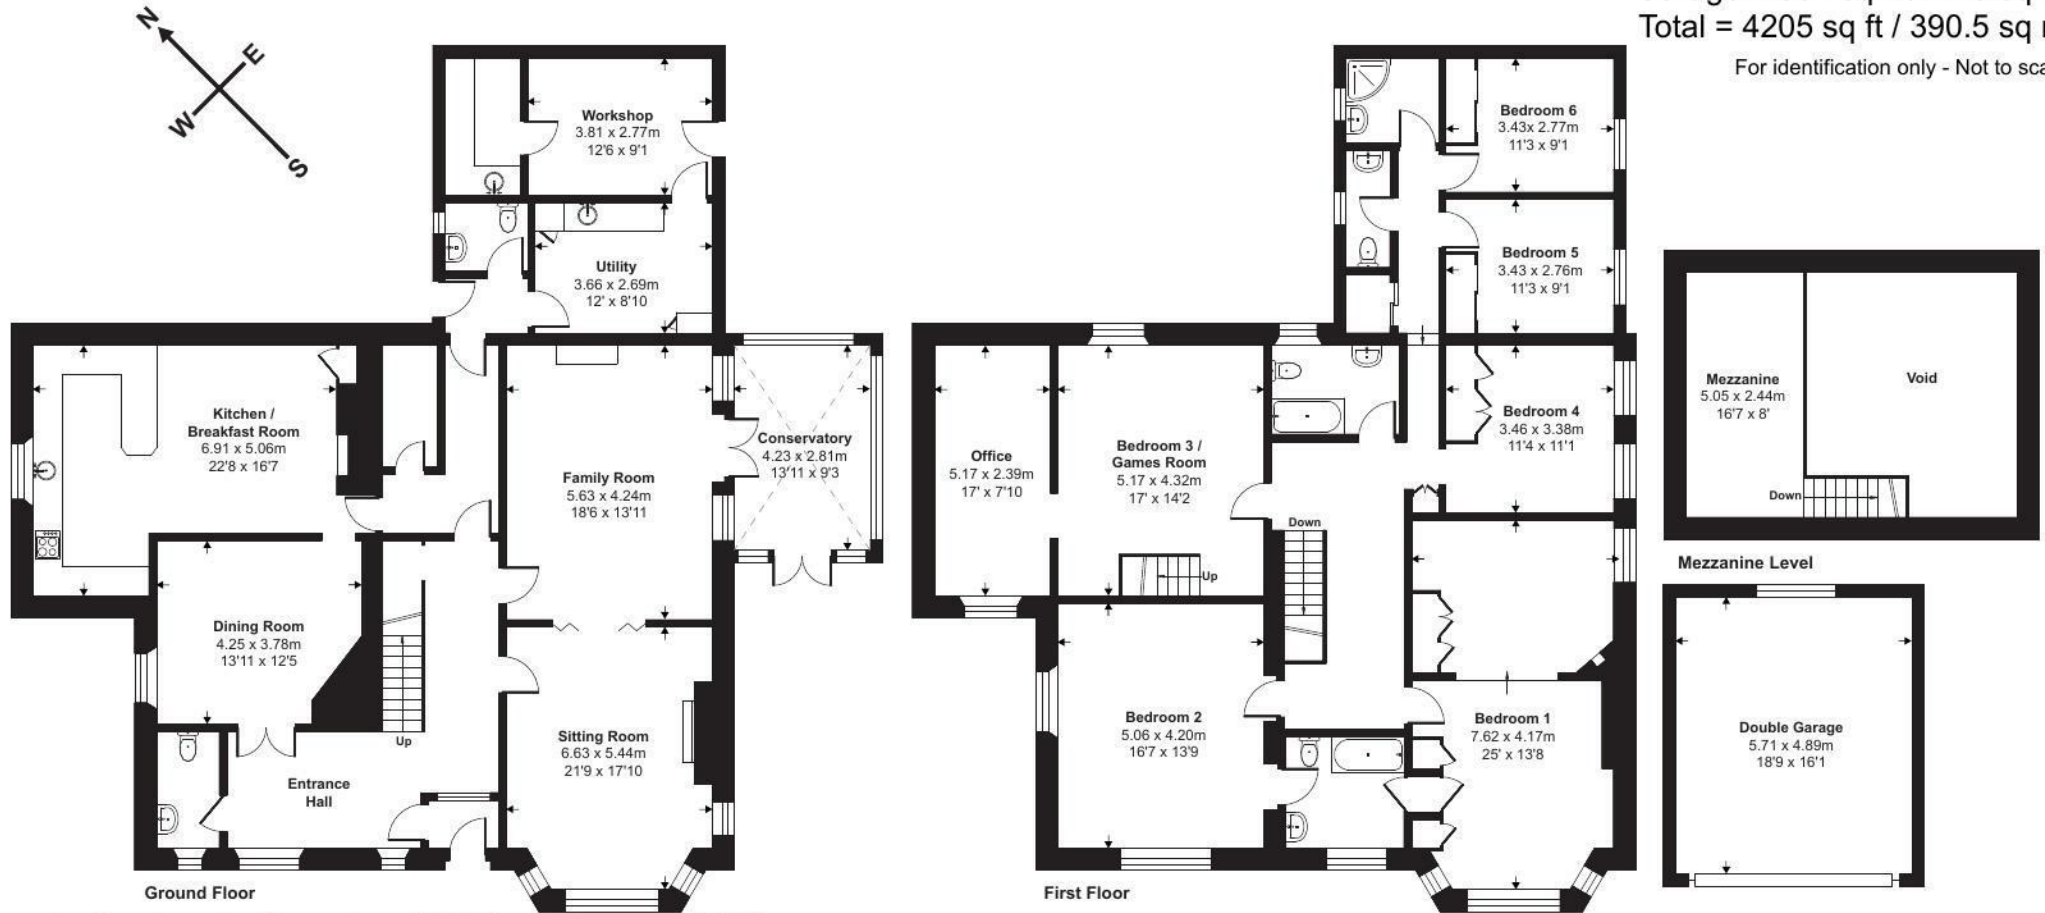 Total = 4205 sq ft / 390.5 sq
For identification only - Not to
N
E
W
S
Workshop
3.81 x 2.77m
12'6 x 9'1
Utility
3.66 x 2.69m
12' x 8'10
Kitchen /
Breakfast Room
6.91 x 5.06m
22'8 x 16'7
Family Room
5.63 x 4.24m
18'6 x 13'11
Conservatory
4.23 x 2.81m
13'11 x 9'3
Dining Room
4.25 x 3.78m
13'11 x 12'5
Up
Sitting Room
6.63 x 5.44m
21'9 x 17'10
Entrance
Hall
Ground Floor
Bedroom 6
3.43x 2.77m
11'3 x 9'1
Bedroom 5
3.43 x 2.76m
11'3 x 9'1
Bedroom 4
3.46 x 3.38m
11'4 x 11'1
Office
5.17 x 2.39m
17' x 7'10
Bedroom 3 /
Games Room
5.17 x 4.32m
17' x 14'2
Down
Up
Bedroom 2
5.06 x 4.20m
16'7 x 13'9
Bedroom 1
7.62 x 4.17m
25' x 13'8
First Floor
Mezzanine
5.05 x 2.44m
16'7 x 8'
Void
Down
Mezzanine Level
Double Garage
5.71 x 4.89m
18'9 x 16'1